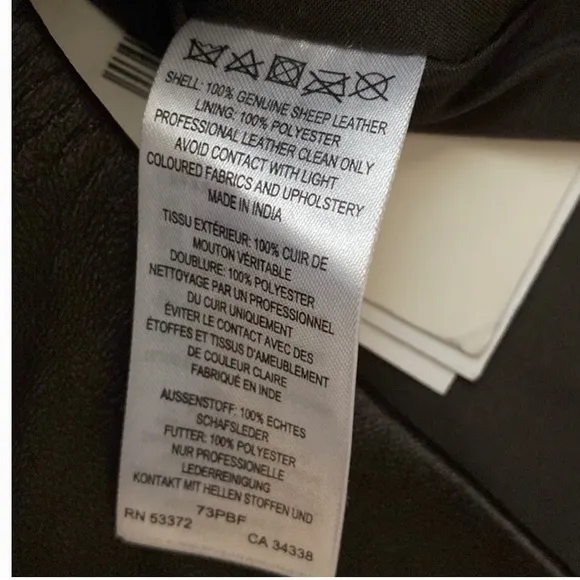 SHELL: 100% GENUINE SHEEP LEATHER
LINING: 100% POLYESTER
PROFESSIONAL LEATHER CLEAN ONLY
AVOID CONTACT WITH LIGHT
COLOURED FABRICS AND UPHOLSTERY
MADE IN INDIA
TISSU EXTÉRIEUR: 100% CUIR DE
MOUTON VÉRITABLE
DOUBLURE: 100% POLYESTER
NETTOYAGE PAR UN PROFESSIONNEL
DU CUIR UNIQUEMENT
ÉVITER LE CONTACT AVEC DES
ÉTOFFES ET TISSUS D'AMEUBLEMENT
DE COULEUR CLAIRE
FABRIQUÉ EN INDE
AUSSENSTOFF: 100% ECHTES
SCHAFSLEDER
FUTTER: 100% POLYESTER
NUR PROFESSIONELLE
LEDERREINIGUNG
KONTAKT MIT HELLEN STOFFEN UND
73PBF
RN 53372 CA 34338